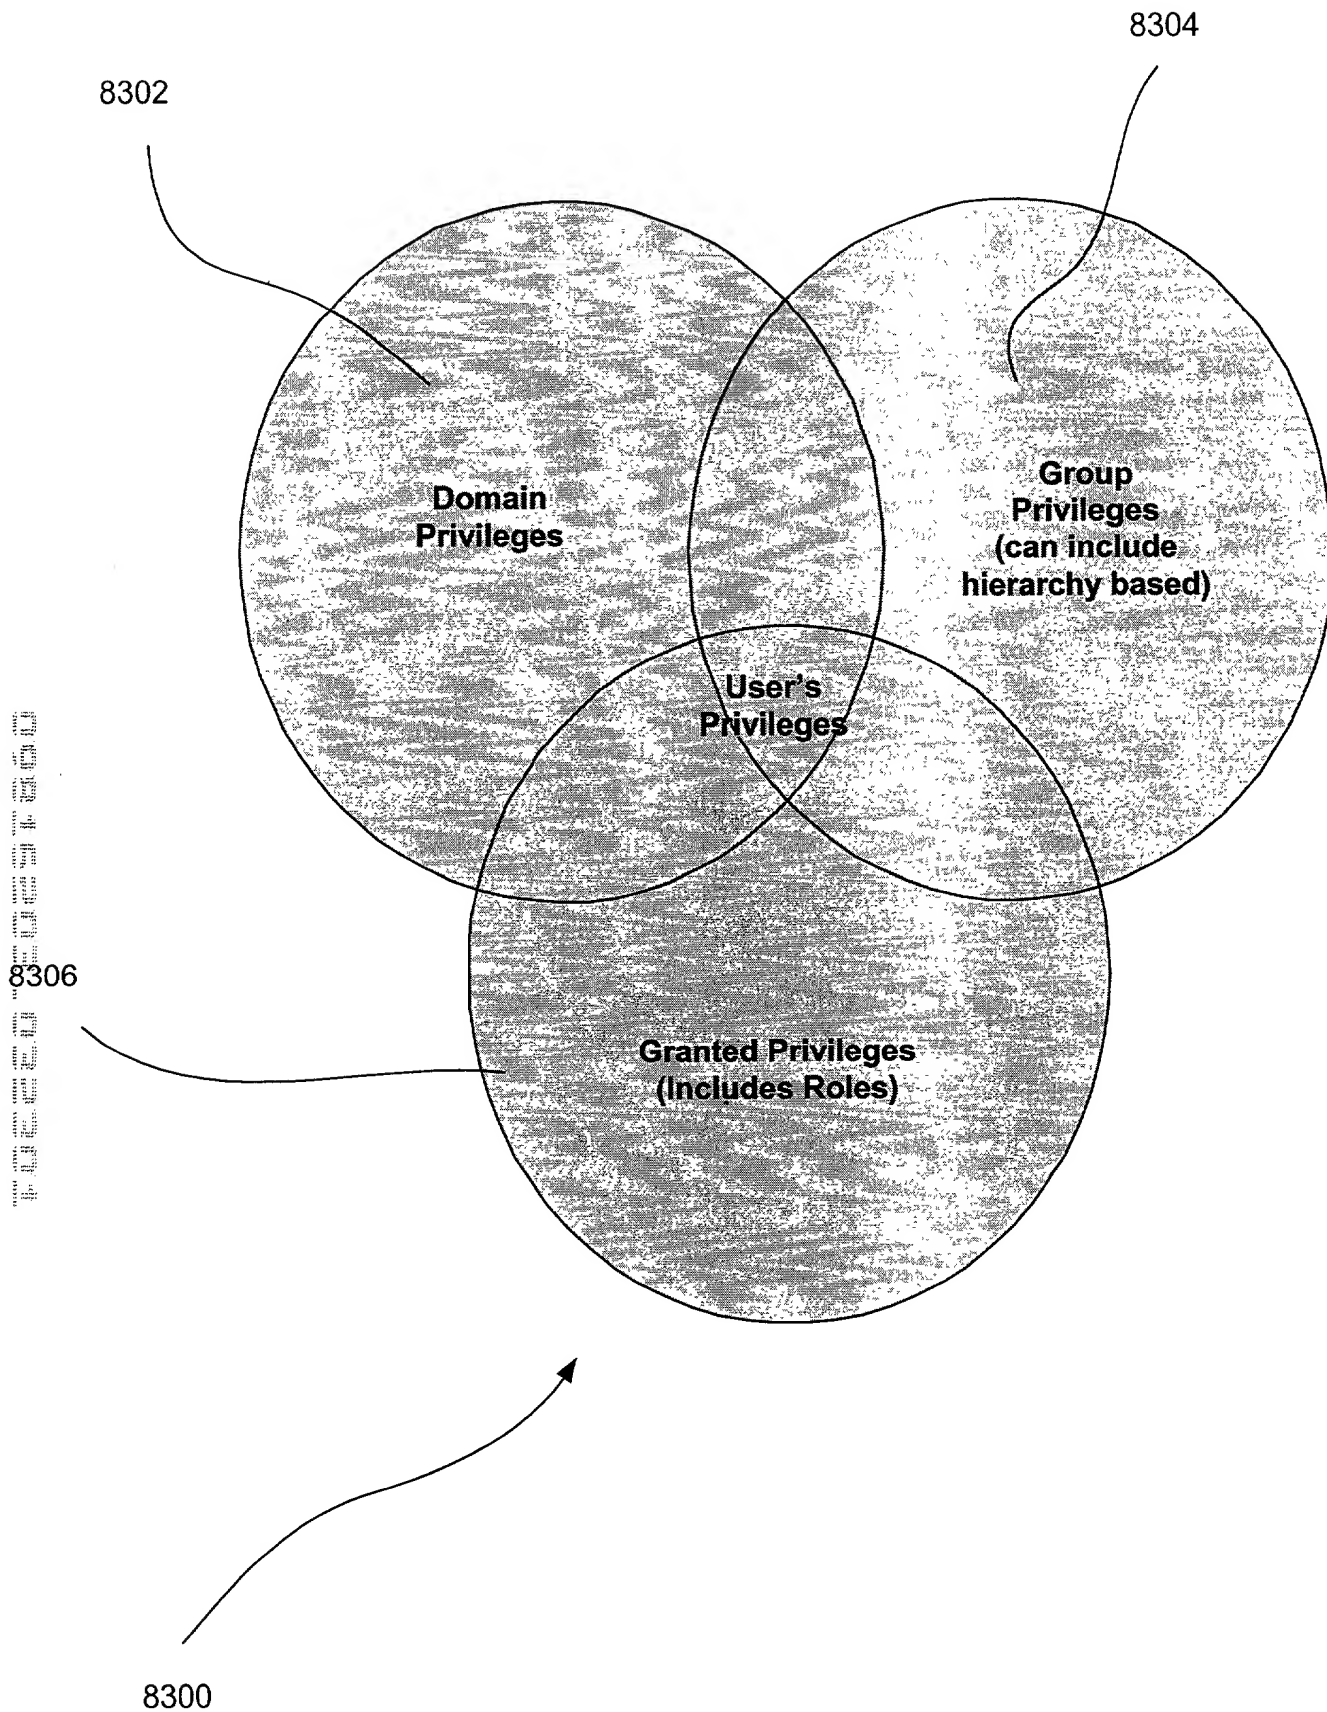 8304
8302
Domain
Privileges
Group
Privileges
(can include
hierarchy based)
User's
Privileges
8306
Granted Privileges
(Includes Roles)
8300